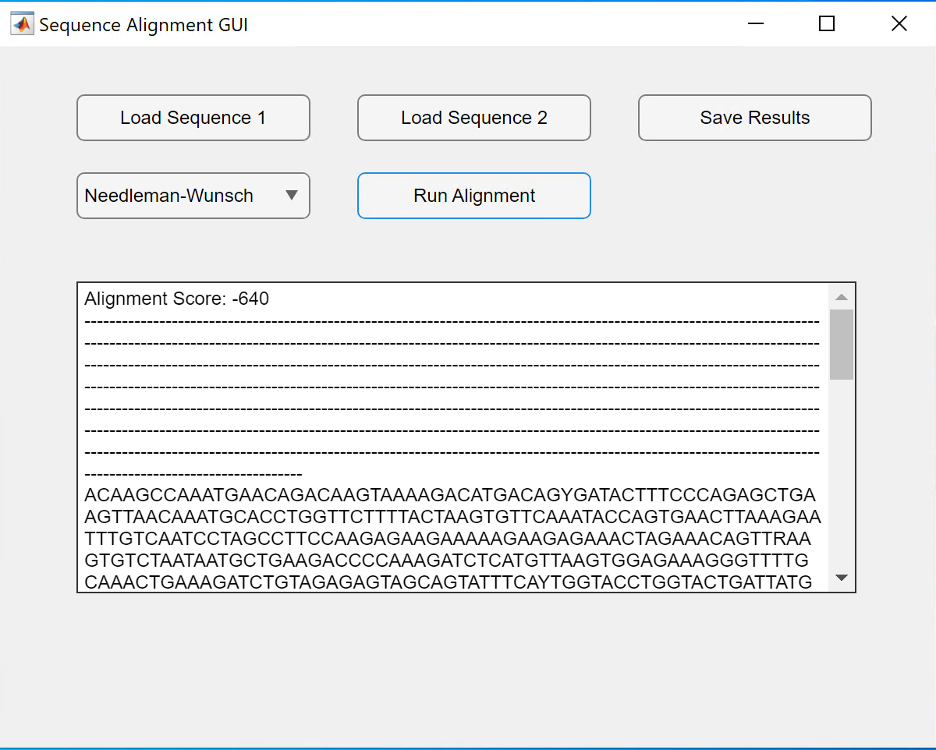 Sequence Alignment GUI
Load Sequence 1
Load Sequence 2
Save Results
Needleman-Wunsch
Run Alignment
Alignment Score: -640
--------------------------------------------------------------------------------------------------------------------------
--------------------------------------------------------------------------------------------------------------------------
--------------------------------------------------------------------------------------------------------------------------
--------------------------------------------------------------------------------------------------------------------------
--------------------------------------------------------------------------------------------------------------------------
--------------------------------------------------------------------------------------------------------------------------
--------------------------------------------------------------------------------------------------------------------------
------------------------------------
ACAAGCCAAATGAACAGACAAGTAAAAGACATGACAGYGATACTTTCCCAGAGCTGA
AGTTAACAAATGCACCTGGTTCTTTTACTAAGTGTTCAAATACCAGTGAACTTAAAGAA
TTTGTCAATCCTAGCCTTCCAAGAGAAGAAAAAGAAGAGAAACTAGAAACAGTTRAA
GTGTCTAATAATGCTGAAGACCCCAAAGATCTCATGTTAAGTGGAGAAAGGGTTTTG
CAAACTGAAAGATCTGTAGAGAGTAGCAGTATTTCAYTGGTACCTGGTACTGATTATG